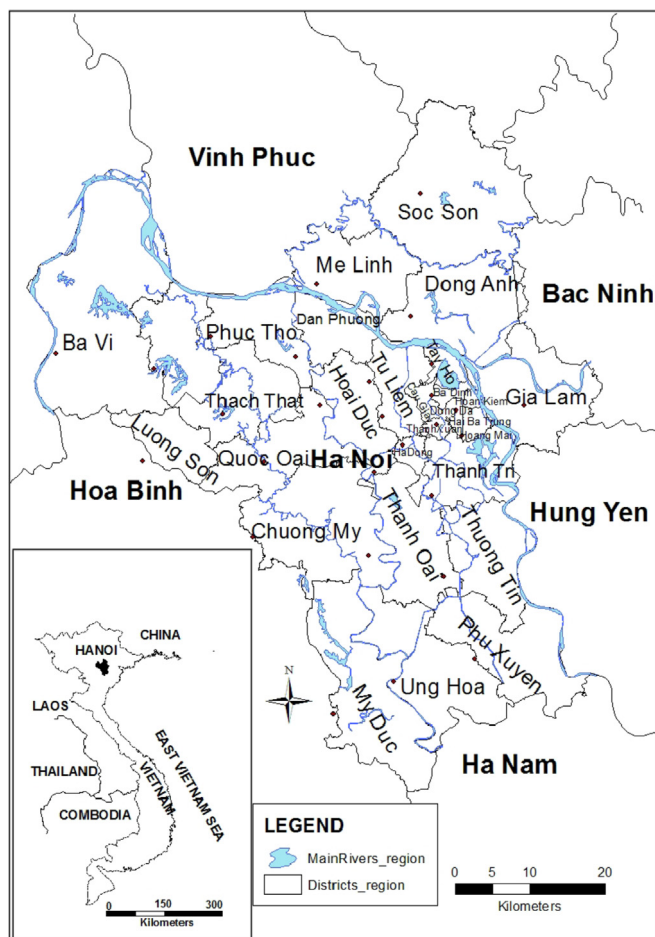 Vinh Phuc
Soc Son
Me Linh
Dong Anh
Bac Ninh
Dan Phuong
Ba Vi
Phuc Tho
Tay Ho
Tu Liem
Hoai Duc
Cau Giay
Ba Dinh
Hoan Kiem
Gia Lam
Thach That
Dong Da
Hai Ba Trung
Thanh Xuan
Hoang Mai
Luong Son
Quoc Oai
Ha Noi
Ha Dong
Thanh Tri
Hoa Binh
Hung Yen
Chuong My
Thanh Oai
Thuong Tin
Phu Xuyen
Ung Hoa
My Duc
Ha Nam
N
CHINA
HANOI
LAOS
THAILAND
VIETNAM
EAST VIETNAM SEA
COMBODIA
0 150 300
Kilometers
LEGEND
MainRivers_region
Districts_region
0 5 10 20
Kilometers